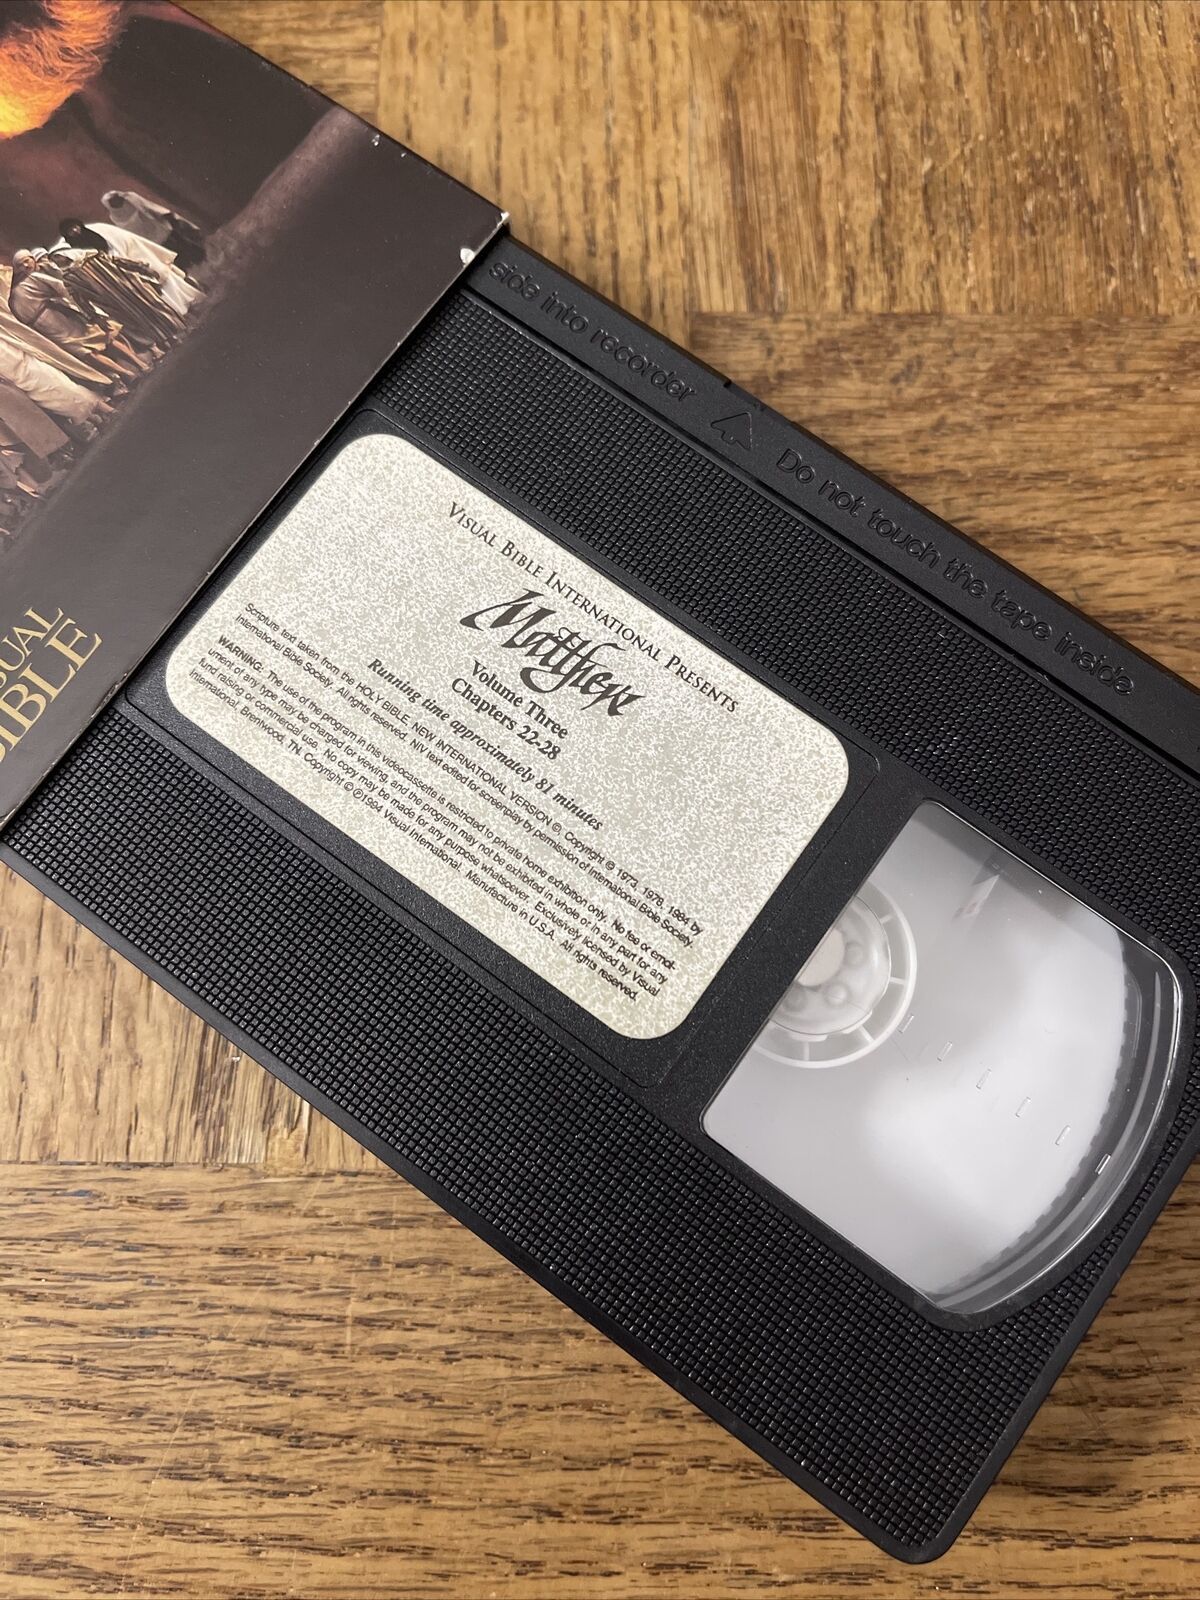 side into recorder
Do not touch the tape inside
VISUAL BIBLE INTERNATIONAL PRESENTS
Matthew
Volume Three
Chapters 22-28
Running time approximately 81 minutes
Scripture text taken from the HOLY BIBLE, NEW INTERNATIONAL VERSION ©, Copyright © 1973, 1978, 1984 by
International Bible Society. All rights reserved. NIV text edited for screenplay by permission of International Bible Society.
WARNING: The use of the program in this videocassette is restricted to private home exhibition only. No fee or emol-
ument of any type may be charged for viewing, and the program may not be exhibited in whole or in any part for any
fund raising or commercial use. No copy may be made for any purpose whatsoever. Exclusively licensed by Visual
International, Brentwood, TN. Copyright © ℗1994 Visual International. Manufacture in U.S.A. All rights reserved.
SUAL
BIBLE